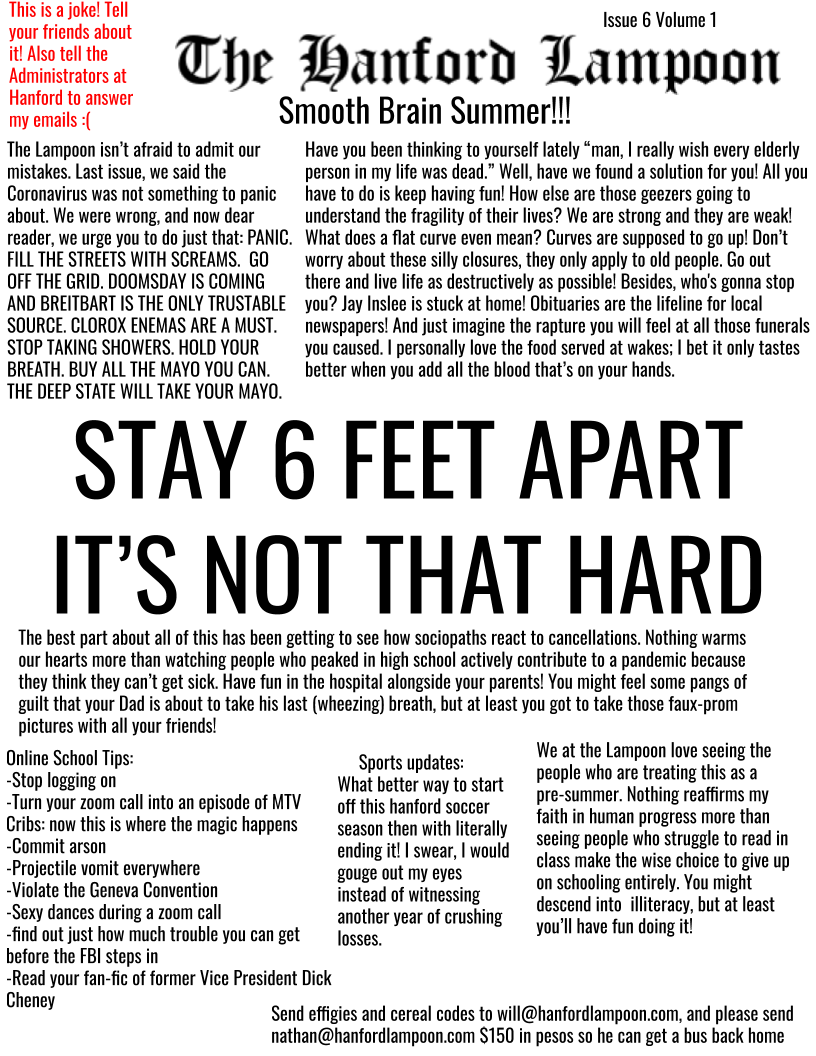 This is a joke! Tell
your friends about
it! Also tell the
Administrators at
Hanford to answer
my emails :(
Issue 6 Volume 1
The Hanford Lampoon
Smooth Brain Summer!!!
The Lampoon isn’t afraid to admit our
mistakes. Last issue, we said the
Coronavirus was not something to panic
about. We were wrong, and now dear
reader, we urge you to do just that: PANIC.
FILL THE STREETS WITH SCREAMS.  GO
OFF THE GRID. DOOMSDAY IS COMING
AND BREITBART IS THE ONLY TRUSTABLE
SOURCE. CLOROX ENEMAS ARE A MUST.
STOP TAKING SHOWERS. HOLD YOUR
BREATH. BUY ALL THE MAYO YOU CAN.
THE DEEP STATE WILL TAKE YOUR MAYO.
Have you been thinking to yourself lately “man, I really wish every elderly
person in my life was dead.” Well, have we found a solution for you! All you
have to do is keep having fun! How else are those geezers going to
understand the fragility of their lives? We are strong and they are weak!
What does a flat curve even mean? Curves are supposed to go up! Don’t
worry about these silly closures, they only apply to old people. Go out
there and live life as destructively as possible! Besides, who's gonna stop
you? Jay Inslee is stuck at home! Obituaries are the lifeline for local
newspapers! And just imagine the rapture you will feel at all those funerals
you caused. I personally love the food served at wakes; I bet it only tastes
better when you add all the blood that’s on your hands.
STAY 6 FEET APART
IT’S NOT THAT HARD
The best part about all of this has been getting to see how sociopaths react to cancellations. Nothing warms
our hearts more than watching people who peaked in high school actively contribute to a pandemic because
they think they can’t get sick. Have fun in the hospital alongside your parents! You might feel some pangs of
guilt that your Dad is about to take his last (wheezing) breath, but at least you got to take those faux-prom
pictures with all your friends!
Online School Tips:
-Stop logging on
-Turn your zoom call into an episode of MTV
Cribs: now this is where the magic happens
-Commit arson
-Projectile vomit everywhere
-Violate the Geneva Convention
-Sexy dances during a zoom call
-find out just how much trouble you can get
before the FBI steps in
-Read your fan-fic of former Vice President Dick
Cheney
Sports updates:
What better way to start
off this hanford soccer
season then with literally
ending it! I swear, I would
gouge out my eyes
instead of witnessing
another year of crushing
losses.
We at the Lampoon love seeing the
people who are treating this as a
pre-summer. Nothing reaffirms my
faith in human progress more than
seeing people who struggle to read in
class make the wise choice to give up
on schooling entirely. You might
descend into  illiteracy, but at least
you’ll have fun doing it!
Send effigies and cereal codes to will@hanfordlampoon.com, and please send
nathan@hanfordlampoon.com $150 in pesos so he can get a bus back home